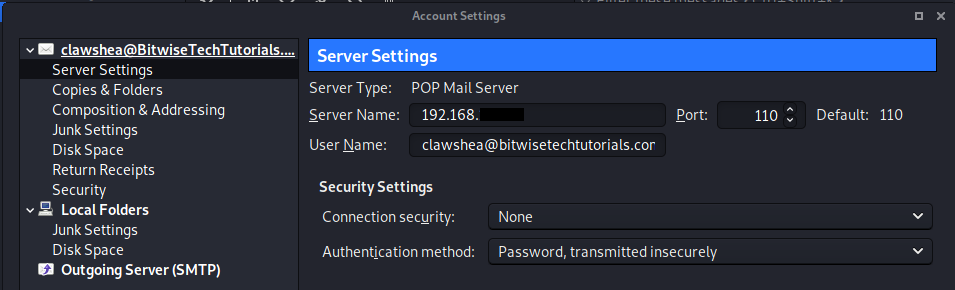 Account Settings
clawshea@BitwiseTechTutorials....
Server Settings
Copies & Folders
Composition & Addressing
Junk Settings
Disk Space
Return Receipts
Security
Local Folders
Junk Settings
Disk Space
Outgoing Server (SMTP)
Server Settings
Server Type: POP Mail Server
Server Name: 192.168. Port: 110 Default: 110
User Name: clawshea@bitwisetechtutorials.com
Security Settings
Connection security: None
Authentication method: Password, transmitted insecurely